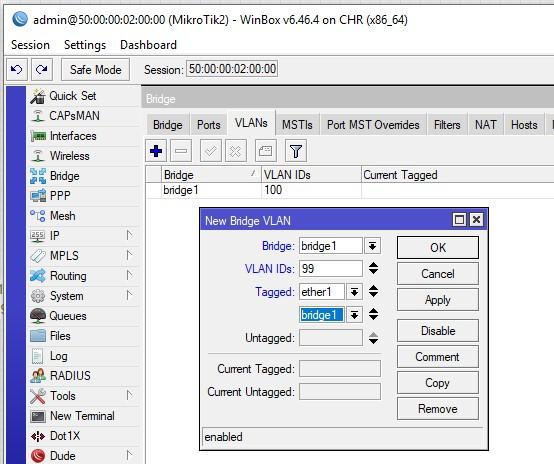 admin@50:00:00:02:00:00 (MikroTik2) - WinBox v6.46.4 on CHR (x86_64)
Session Settings Dashboard
Safe Mode Session: 50:00:00:02:00:00
Quick Set
CAPsMAN
Interfaces
Wireless
Bridge
PPP
Mesh
IP
MPLS
Routing
System
Queues
Files
Log
RADIUS
Tools
New Terminal
Dot1X
Dude
Bridge
Bridge Ports VLANs MSTIs Port MST Overrides Filters NAT Hosts
Bridge VLAN IDs Current Tagged
bridge1 100
New Bridge VLAN
Bridge: bridge1 OK
VLAN IDs: 99 Cancel
Tagged: ether1 Apply
bridge1
Untagged: Disable
Comment
Current Tagged:
Current Untagged: Copy
Remove
enabled